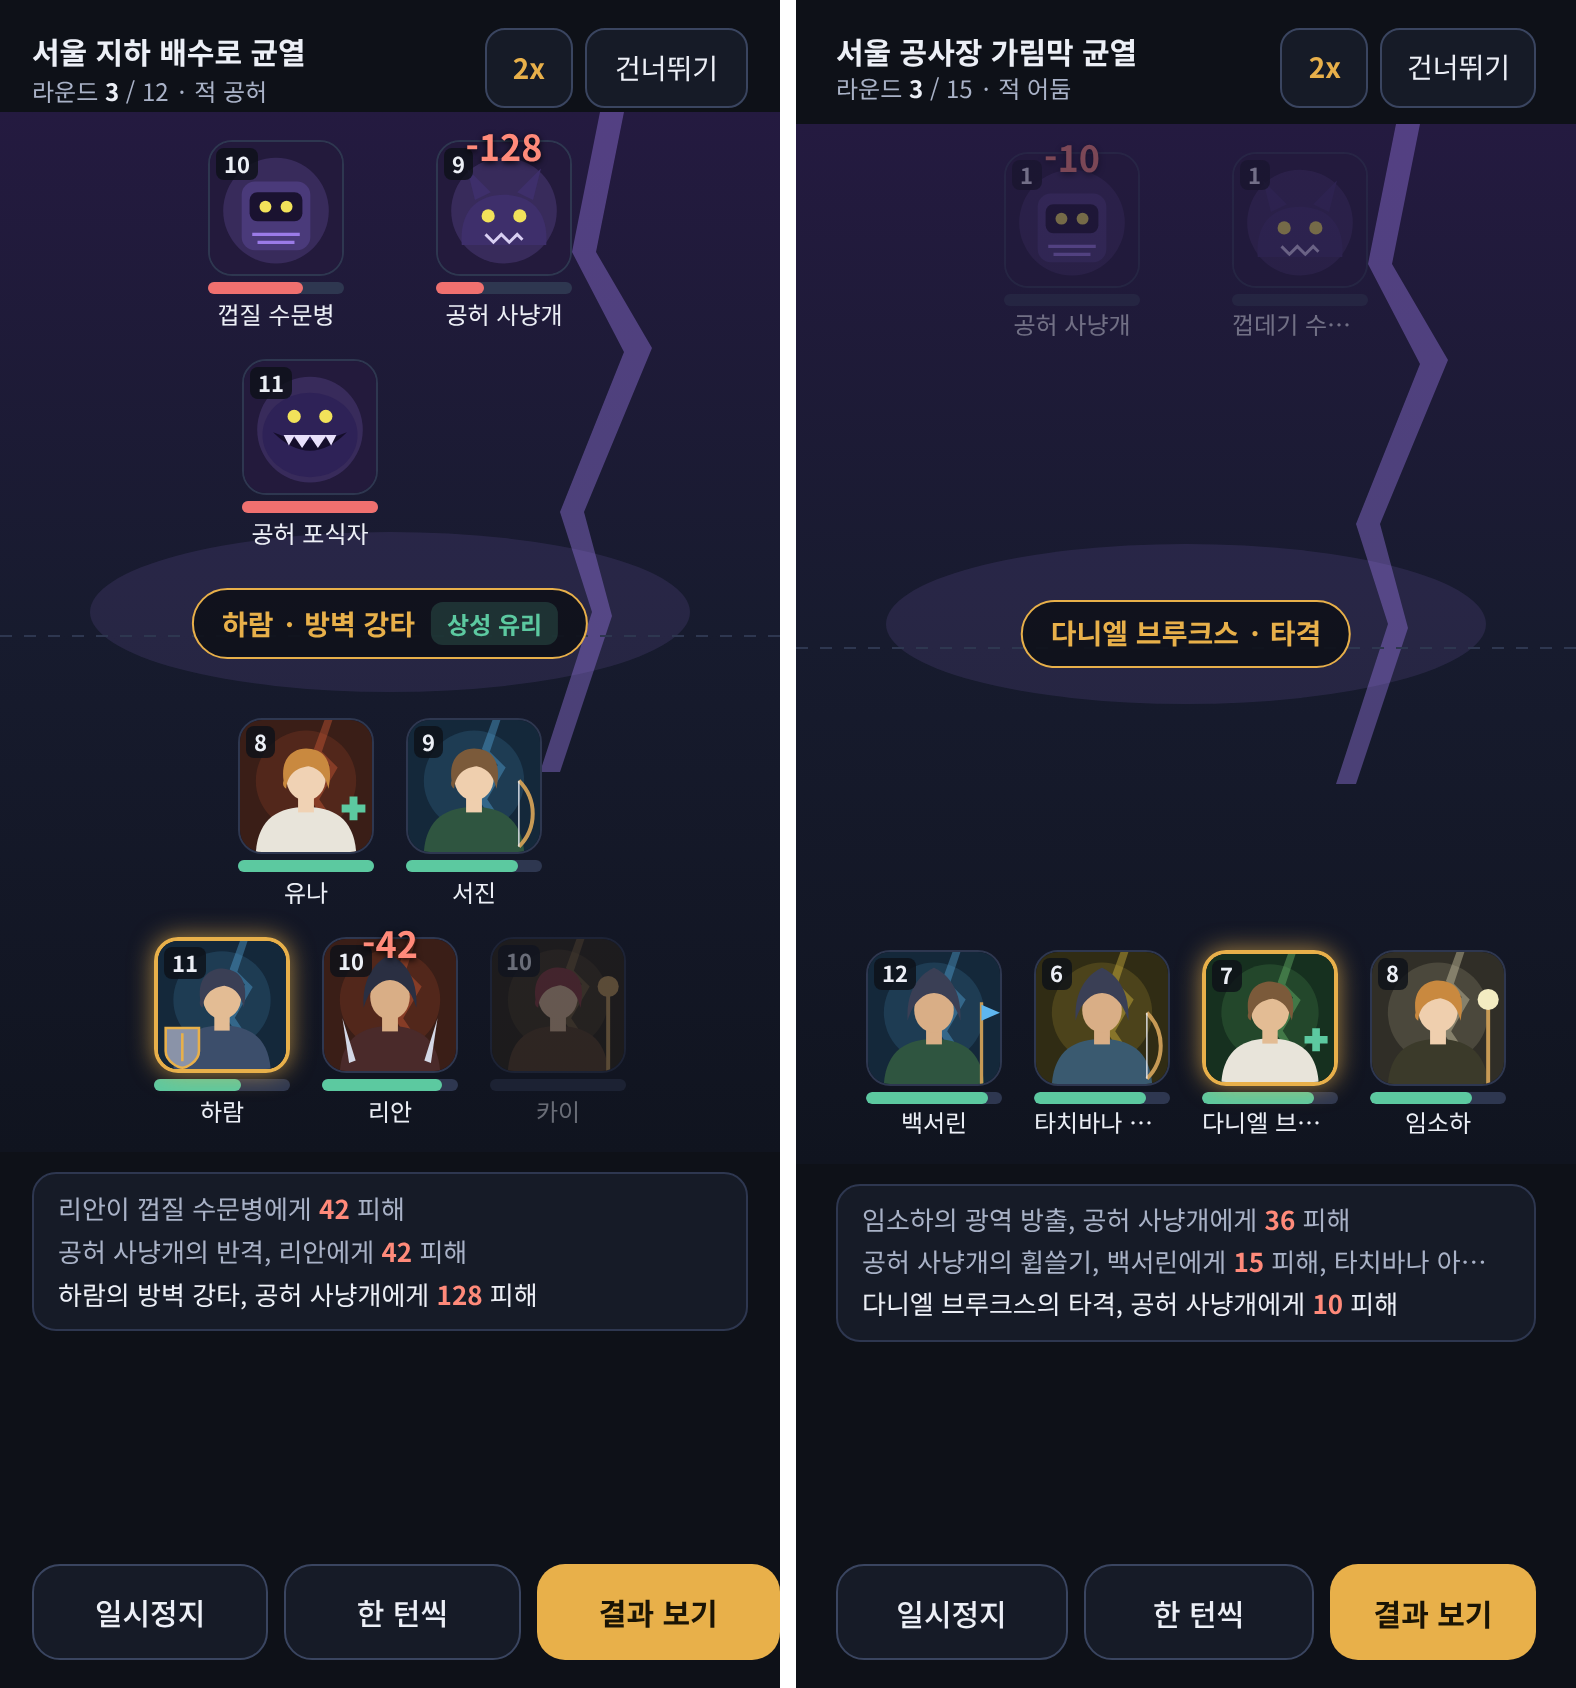 서울 지하 배수로 균열
라운드 3 / 12 · 적 공허
2x
건너뛰기
10
9
-128
껍질 수문병
공허 사냥개
11
공허 포식자
하람 · 방벽 강타
상성 유리
8
9
유나
서진
11
10
-42
10
하람
리안
카이
리안이 껍질 수문병에게 42 피해
공허 사냥개의 반격, 리안에게 42 피해
하람의 방벽 강타, 공허 사냥개에게 128 피해
일시정지
한 턴씩
결과 보기
서울 공사장 가림막 균열
라운드 3 / 15 · 적 어둠
2x
건너뛰기
1
-10
1
공허 사냥개
껍데기 수…
다니엘 브루크스 · 타격
12
6
7
8
백서린
타치바나 …
다니엘 브…
임소하
임소하의 광역 방출, 공허 사냥개에게 36 피해
공허 사냥개의 휩쓸기, 백서린에게 15 피해, 타치바나 아…
다니엘 브루크스의 타격, 공허 사냥개에게 10 피해
일시정지
한 턴씩
결과 보기